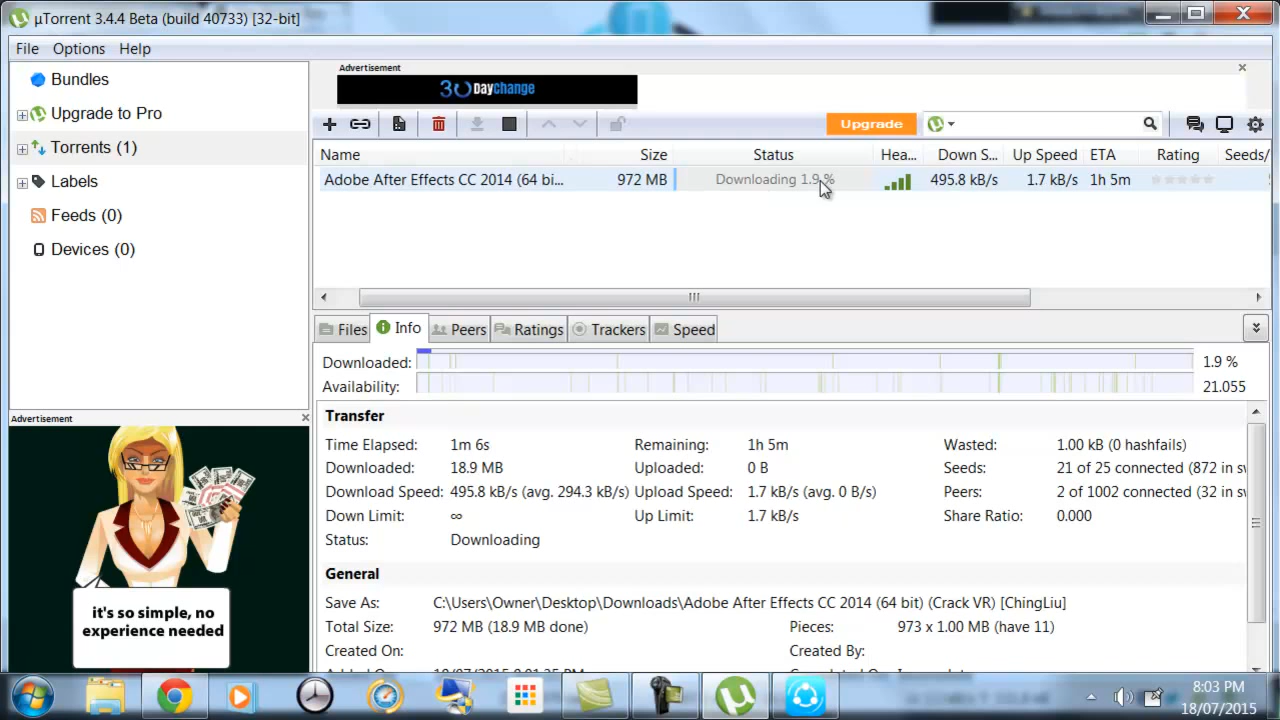 µTorrent 3.4.4 Beta (build 40733) [32-bit]
File Options Help
Bundles
Upgrade to Pro
Torrents (1)
Labels
Feeds (0)
Devices (0)
Advertisement
30 Daychange
Upgrade
Name Size Status Hea... Down S... Up Speed ETA Rating Seeds/
Adobe After Effects CC 2014 (64 bi... 972 MB Downloading 1.9 % 495.8 kB/s 1.7 kB/s 1h 5m
Files Info Peers Ratings Trackers Speed
Downloaded: 1.9 %
Availability: 21.055
Transfer
Time Elapsed: 1m 6s Remaining: 1h 5m Wasted: 1.00 kB (0 hashfails)
Downloaded: 18.9 MB Uploaded: 0 B Seeds: 21 of 25 connected (872 in sw
Download Speed: 495.8 kB/s (avg. 294.3 kB/s) Upload Speed: 1.7 kB/s (avg. 0 B/s) Peers: 2 of 1002 connected (32 in sw
Down Limit: ∞ Up Limit: 1.7 kB/s Share Ratio: 0.000
Status: Downloading
General
Save As: C:\Users\Owner\Desktop\Downloads\Adobe After Effects CC 2014 (64 bit) (Crack VR) [ChingLiu]
Total Size: 972 MB (18.9 MB done) Pieces: 973 x 1.00 MB (have 11)
Created On: Created By:
Advertisement
it's so simple, no
experience needed
8:03 PM
18/07/2015